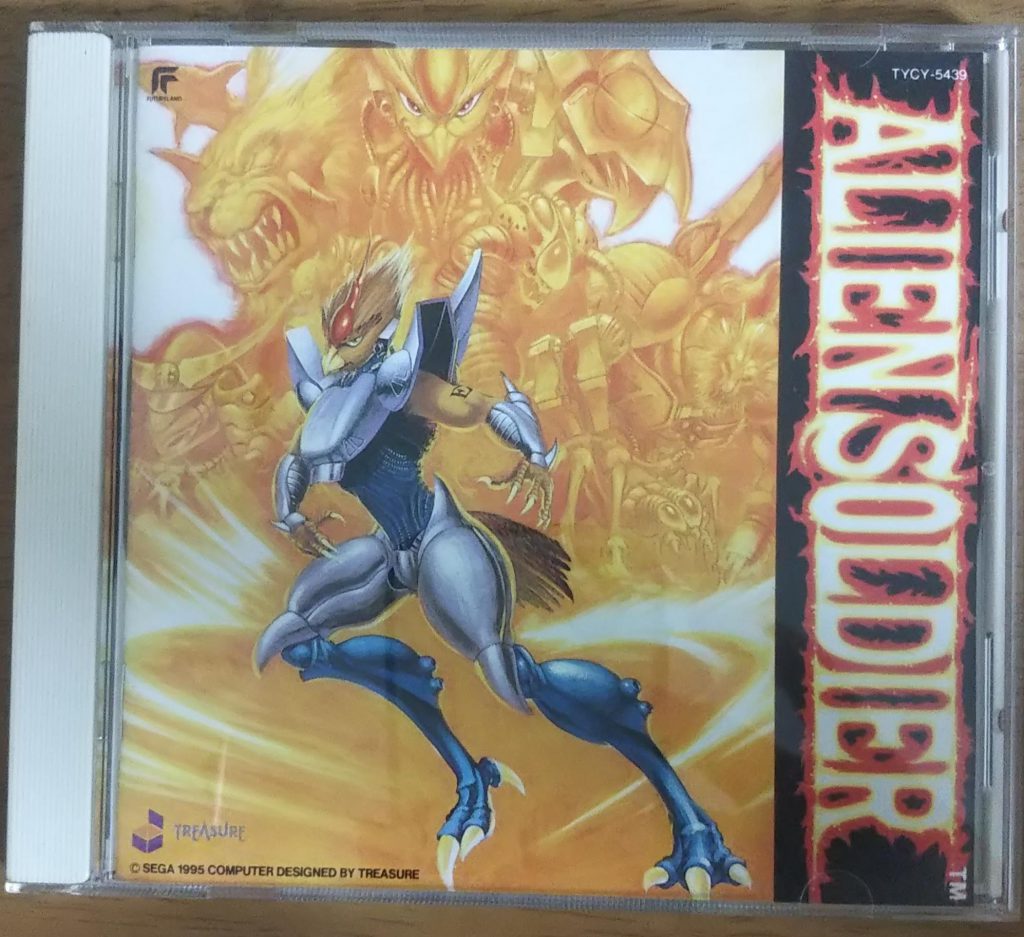 FUTURELAND
TYCY-5439
ALIEN SOLDIER
TM
TREASURE
© SEGA 1995 COMPUTER DESIGNED BY TREASURE